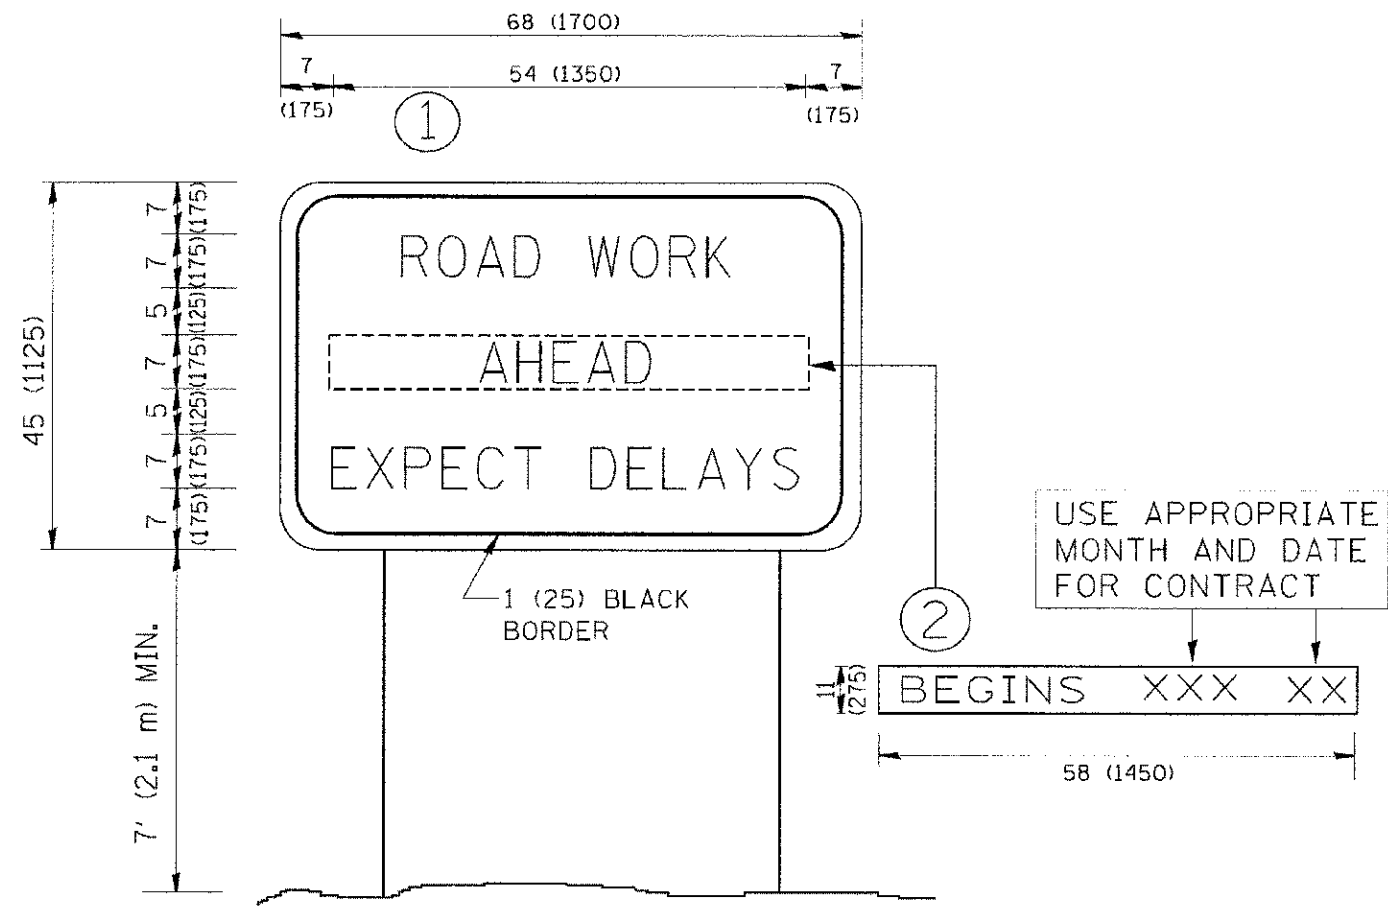 68 (1700)
7
54 (1350)
7
(175)
(175)
1
45 (1125)
7 (175)
7 (175)
5 (125)
7 (175)
5 (125)
7 (175)
7 (175)
ROAD WORK
AHEAD
EXPECT DELAYS
1 (25) BLACK
BORDER
7' (2.1 m) MIN.
USE APPROPRIATE
MONTH AND DATE
FOR CONTRACT
2
11
(275)
BEGINS XXX XX
58 (1450)